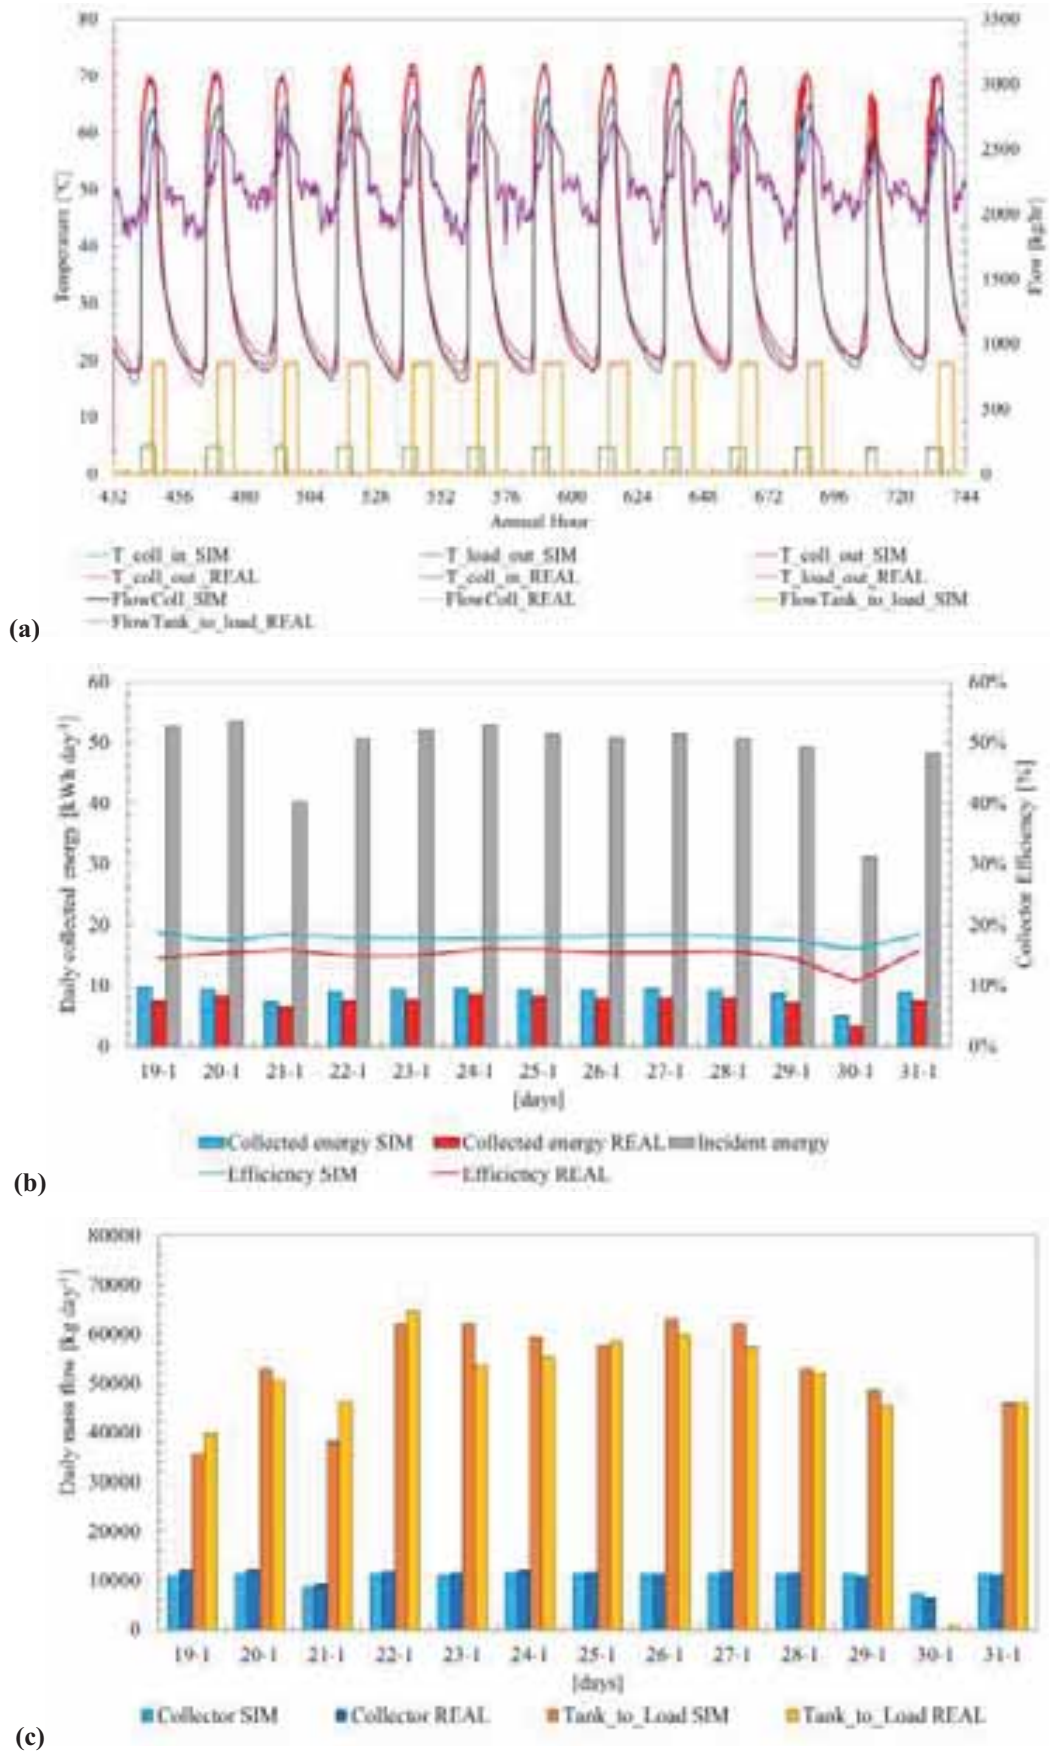 80 3500
70 3000
60 2500
50 2000
40 1500
30
20 1000
10 500
0 0
Temperature [°C]
Flow [kg/hr]
432 456 480 504 528 552 576 600 624 648 672 696 720 744
Annual Hour
T_coll_in_SIM T_load_out_SIM T_coll_out_SIM
T_coll_out_REAL T_coll_in_REAL T_load_out_REAL
FlowColl_SIM FlowColl_REAL FlowTank_to_load_SIM
FlowTank_to_load_REAL
(a)
60 60%
50 50%
40 40%
30 30%
20 20%
10 10%
0 0%
Daily collected energy [kWh day⁻¹]
Collector Efficiency [%]
19-1 20-1 21-1 22-1 23-1 24-1 25-1 26-1 27-1 28-1 29-1 30-1 31-1
[days]
Collected energy SIM Collected energy REAL Incident energy
Efficiency SIM Efficiency REAL
(b)
80000
70000
60000
50000
40000
30000
20000
10000
0
Daily mass flow [kg day⁻¹]
19-1 20-1 21-1 22-1 23-1 24-1 25-1 26-1 27-1 28-1 29-1 30-1 31-1
[days]
Collector SIM Collector REAL Tank_to_Load SIM Tank_to_Load REAL
(c)